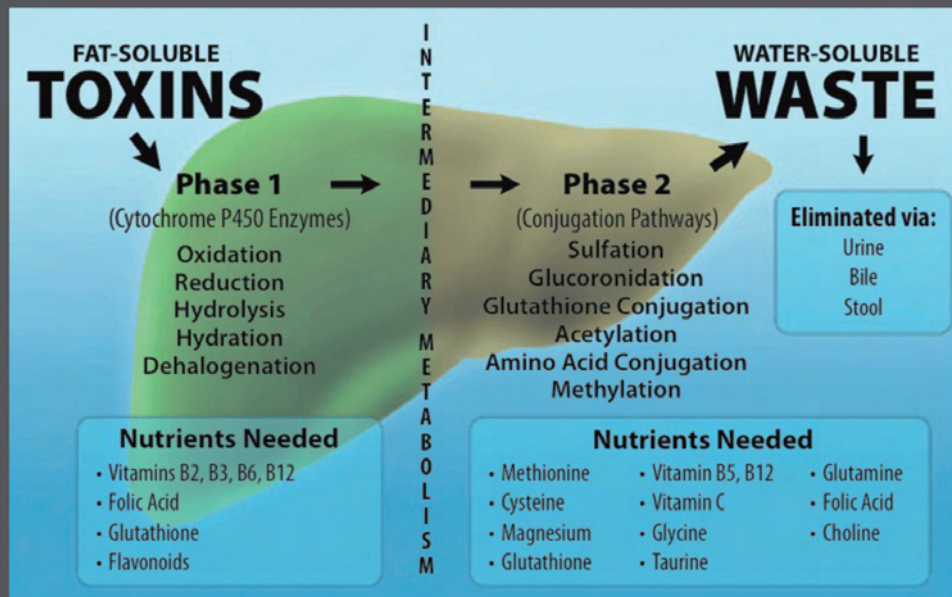 FAT-SOLUBLE
TOXINS
INTERMEDIARY METABOLISM
WATER-SOLUBLE
WASTE
Phase 1
(Cytochrome P450 Enzymes)
Oxidation
Reduction
Hydrolysis
Hydration
Dehalogenation
Phase 2
(Conjugation Pathways)
Sulfation
Glucoronidation
Glutathione Conjugation
Acetylation
Amino Acid Conjugation
Methylation
Eliminated via:
Urine
Bile
Stool
Nutrients Needed
• Vitamins B2, B3, B6, B12
• Folic Acid
• Glutathione
• Flavonoids
Nutrients Needed
• Methionine
• Cysteine
• Magnesium
• Glutathione
• Vitamin B5, B12
• Vitamin C
• Glycine
• Taurine
• Glutamine
• Folic Acid
• Choline